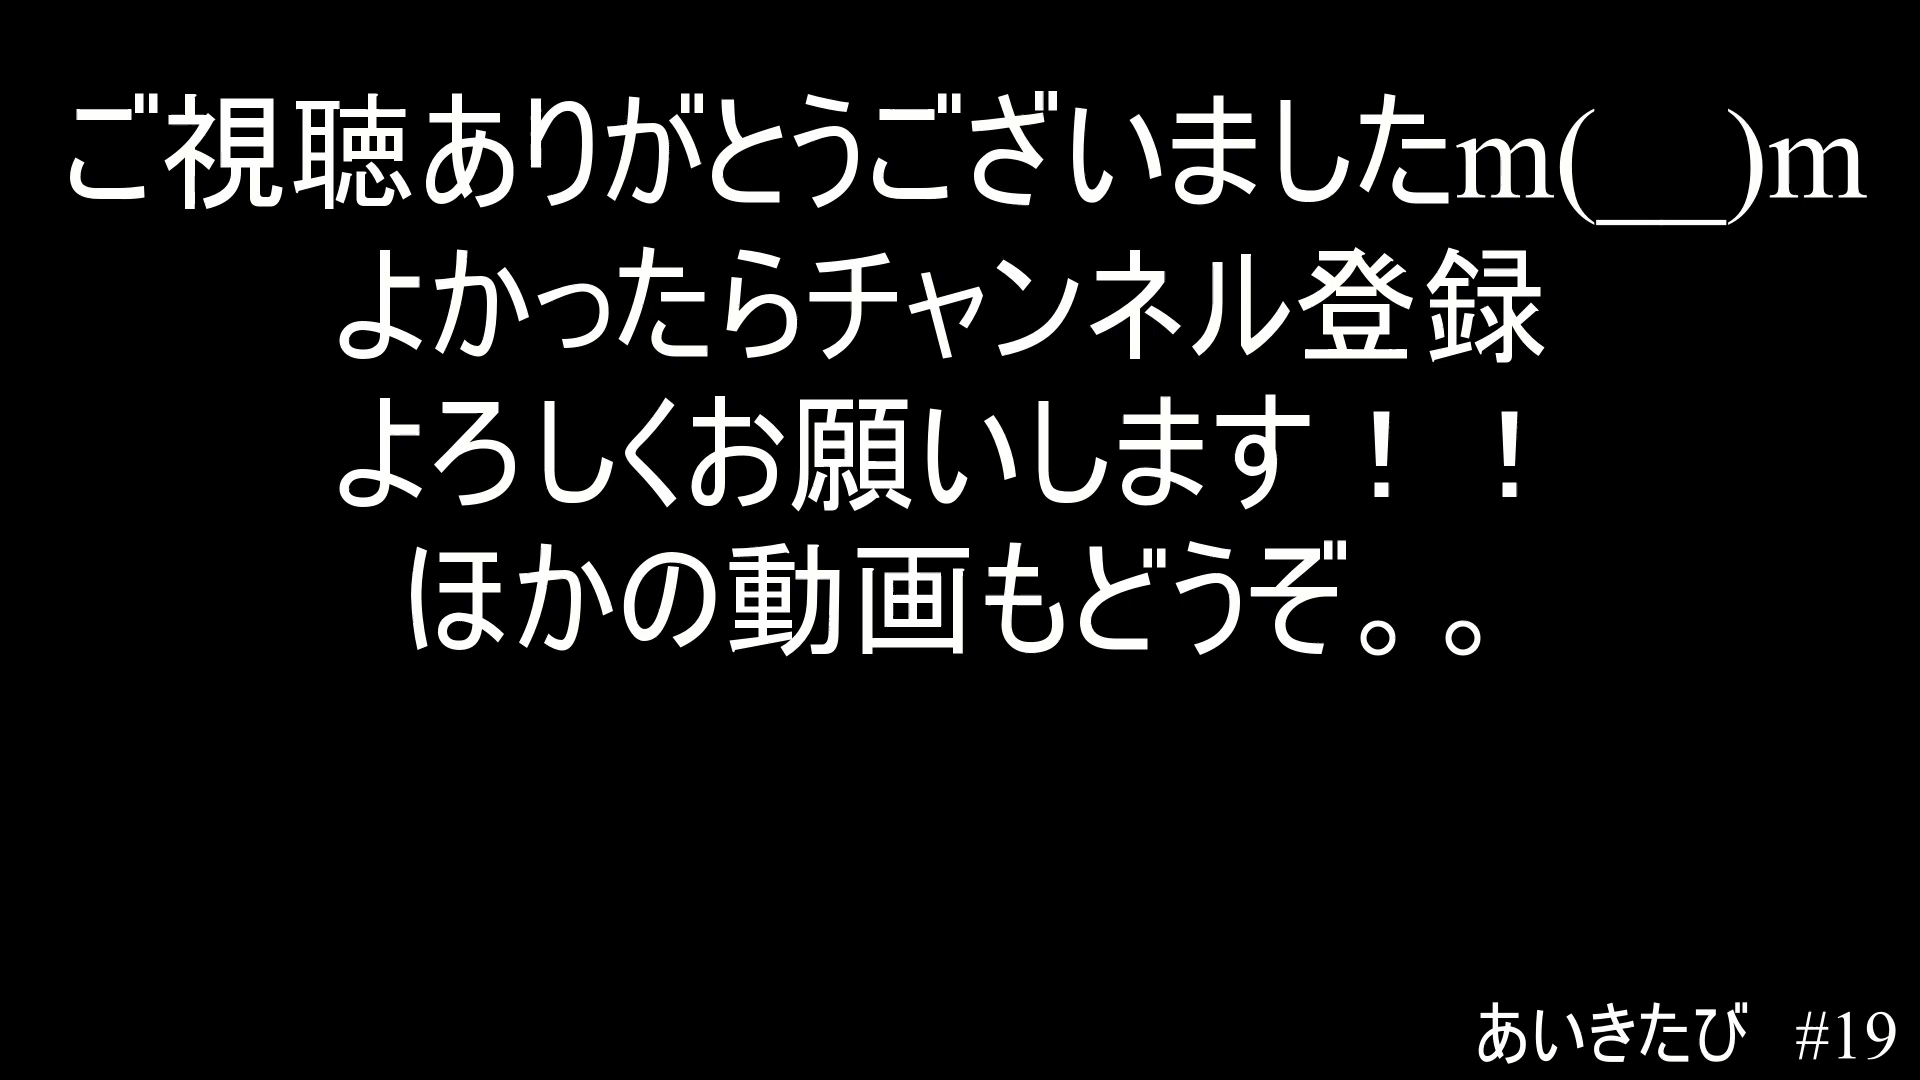 ご視聴ありがとうございましたm(__)m
よかったらチャンネル登録
よろしくお願いします！！
ほかの動画もどうぞ。。
あいきたび　#19